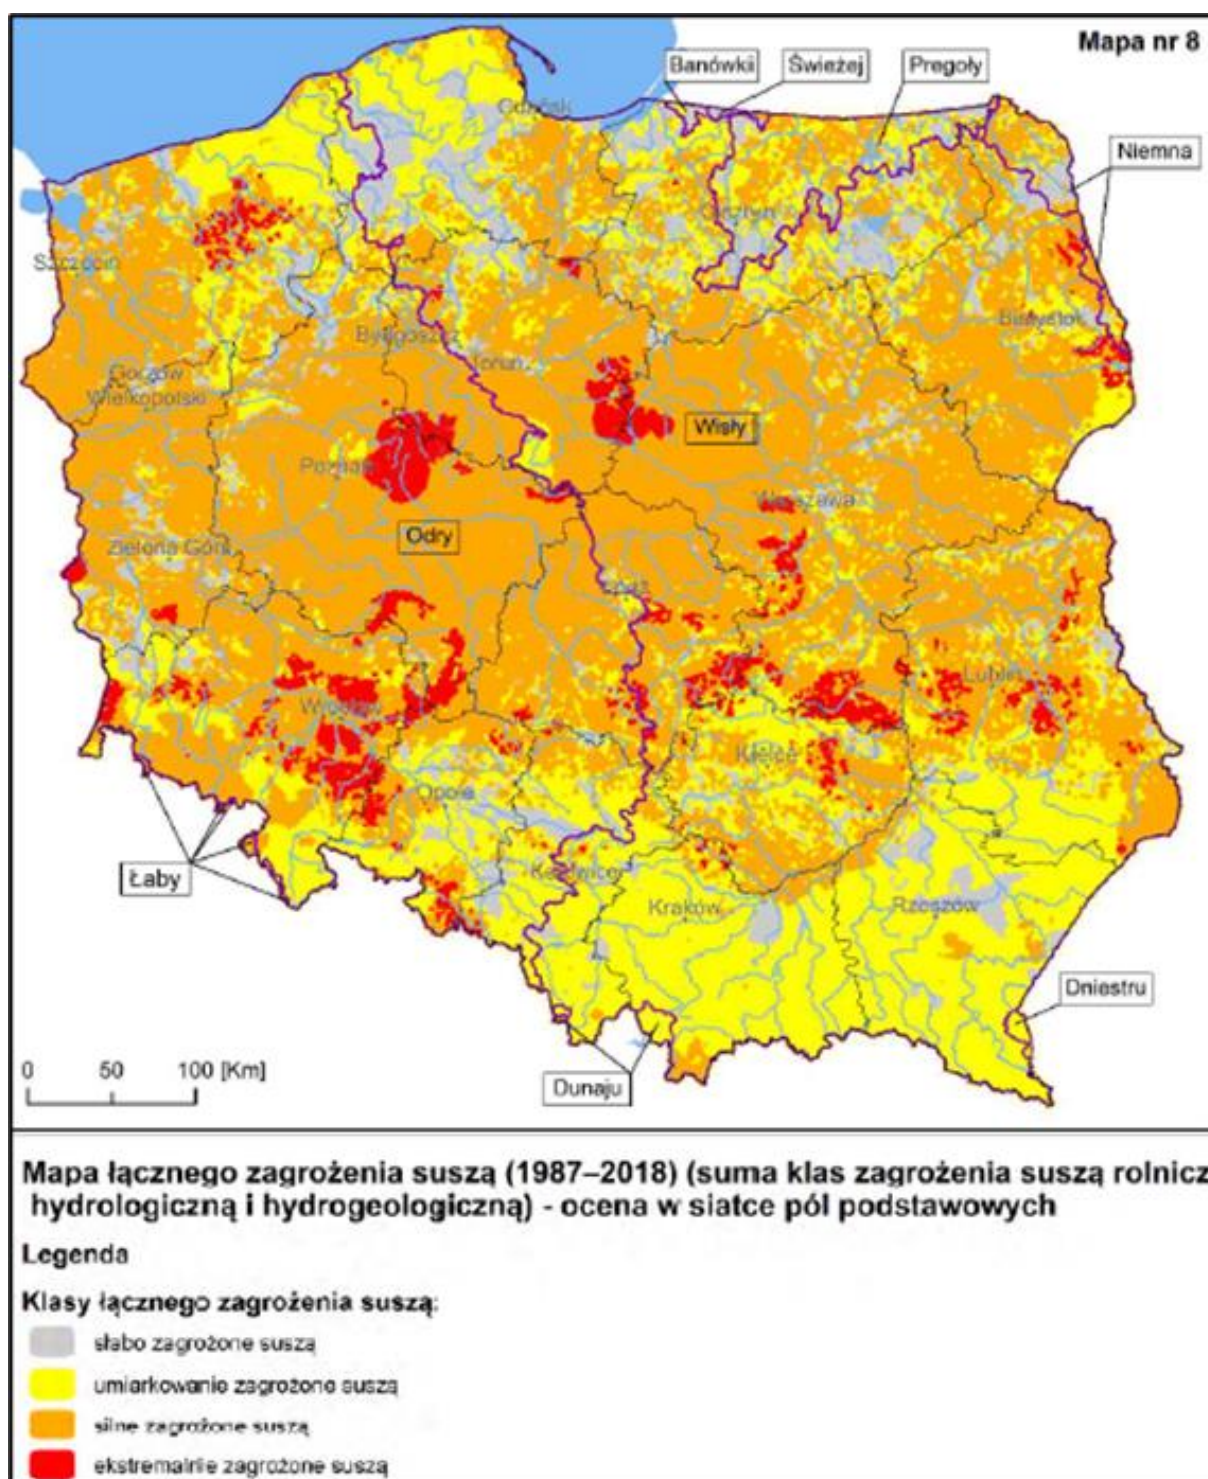 Mapa nr 8
Banówkii
Świeżej
Pregoły
Niemna
Gdańsk
Olsztyn
Szczecin
Białystok
Bydgoszcz
Toruń
Gorzów
Wielkopolski
Wisły
Poznań
Warszawa
Odry
Zielona Góra
Łódź
Lublin
Wrocław
Kielce
Opole
Łaby
Katowice
Kraków
Rzeszów
Dniestru
0 50 100 [Km]
Dunaju
Mapa łącznego zagrożenia suszą (1987–2018) (suma klas zagrożenia suszą rolnicz
hydrologiczną i hydrogeologiczną) - ocena w siatce pól podstawowych
Legenda
Klasy łącznego zagrożenia suszą:
słabo zagrożone suszą
umiarkowanie zagrożone suszą
silne zagrożone suszą
ekstremalnie zagrożone suszą